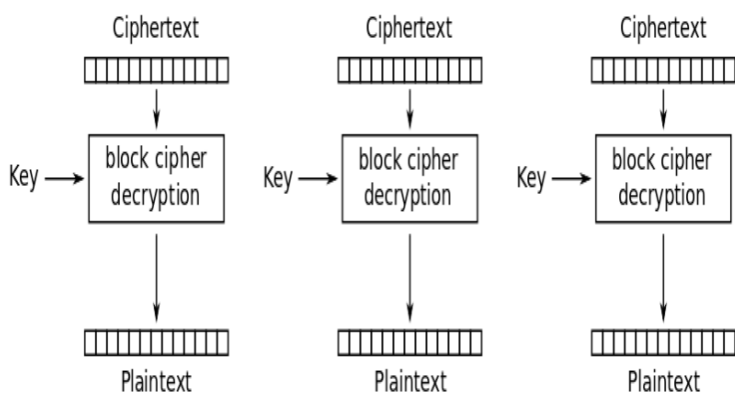 Ciphertext
Ciphertext
Ciphertext
Key
block cipher
decryption
Key
block cipher
decryption
Key
block cipher
decryption
Plaintext
Plaintext
Plaintext